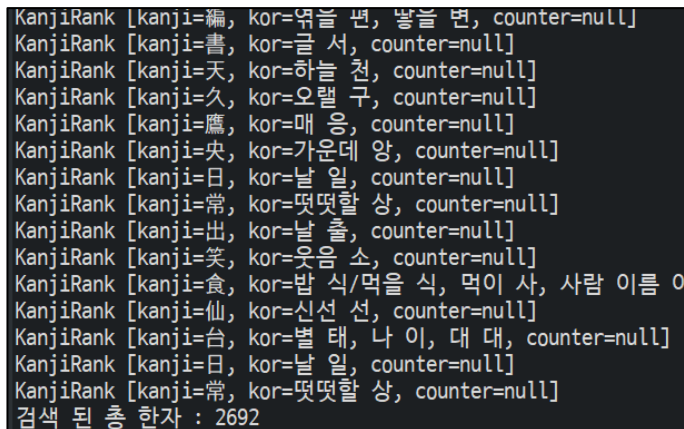 KanjiRank [kanji=編, kor=엮을 편, 땋을 변, counter=null]
KanjiRank [kanji=書, kor=글 서, counter=null]
KanjiRank [kanji=天, kor=하늘 천, counter=null]
KanjiRank [kanji=久, kor=오랠 구, counter=null]
KanjiRank [kanji=鷹, kor=매 응, counter=null]
KanjiRank [kanji=央, kor=가운데 앙, counter=null]
KanjiRank [kanji=日, kor=날 일, counter=null]
KanjiRank [kanji=常, kor=떳떳할 상, counter=null]
KanjiRank [kanji=出, kor=날 출, counter=null]
KanjiRank [kanji=笑, kor=웃음 소, counter=null]
KanjiRank [kanji=食, kor=밥 식/먹을 식, 먹이 사, 사람 이름 이
KanjiRank [kanji=仙, kor=신선 선, counter=null]
KanjiRank [kanji=台, kor=별 태, 나 이, 대 대, counter=null]
KanjiRank [kanji=日, kor=날 일, counter=null]
KanjiRank [kanji=常, kor=떳떳할 상, counter=null]
검색 된 총 한자 : 2692